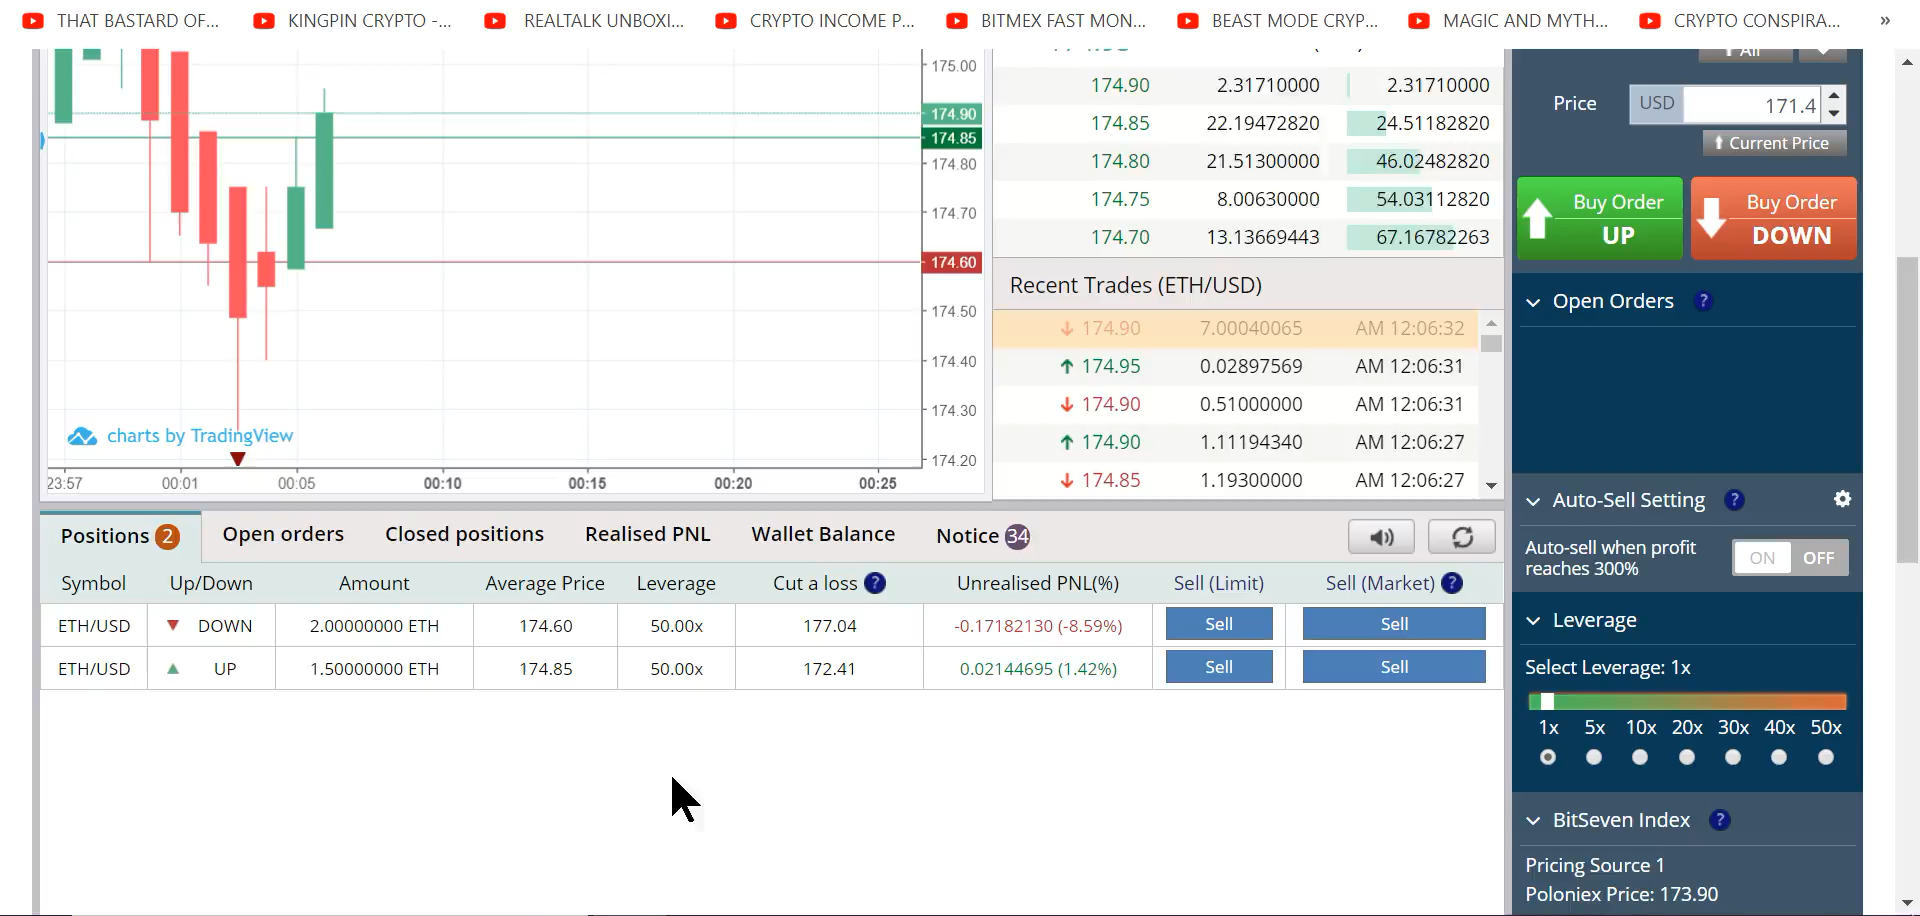 THAT BASTARD OF... KINGPIN CRYPTO -... REALTALK UNBOXI... CRYPTO INCOME P... BITMEX FAST MON... BEAST MODE CRYP... MAGIC AND MYTH... CRYPTO CONSPIRA... »
175.00
174.90
174.85
174.80
174.70
174.60
174.50
174.40
174.30
174.20
charts by TradingView
23:57 00:01 00:05 00:10 00:15 00:20 00:25
174.90 2.31710000 2.31710000
174.85 22.19472820 24.51182820
174.80 21.51300000 46.02482820
174.75 8.00630000 54.03112820
174.70 13.13669443 67.16782263
Recent Trades (ETH/USD)
174.90 7.00040065 AM 12:06:32
174.95 0.02897569 AM 12:06:31
174.90 0.51000000 AM 12:06:31
174.90 1.11194340 AM 12:06:27
174.85 1.19300000 AM 12:06:27
All
Price USD 171.4
Current Price
Buy Order UP
Buy Order DOWN
Open Orders ?
Auto-Sell Setting ?
Auto-sell when profit
reaches 300%
ON OFF
Leverage
Select Leverage: 1x
1x 5x 10x 20x 30x 40x 50x
BitSeven Index ?
Pricing Source 1
Poloniex Price: 173.90
Positions 2 Open orders Closed positions Realised PNL Wallet Balance Notice 34
Symbol Up/Down Amount Average Price Leverage Cut a loss ? Unrealised PNL(%) Sell (Limit) Sell (Market) ?
ETH/USD DOWN 2.00000000 ETH 174.60 50.00x 177.04 -0.17182130 (-8.59%) Sell Sell
ETH/USD UP 1.50000000 ETH 174.85 50.00x 172.41 0.02144695 (1.42%) Sell Sell